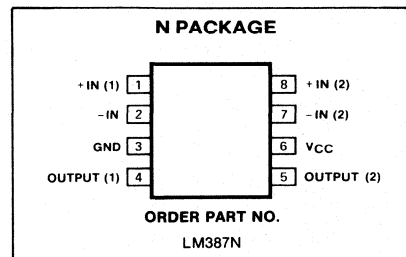 N PACKAGE
+ IN (1) 1 8 + IN (2)
– IN 2 7 – IN (2)
GND 3 6 VCC
OUTPUT (1) 4 5 OUTPUT (2)
ORDER PART NO.
LM387N